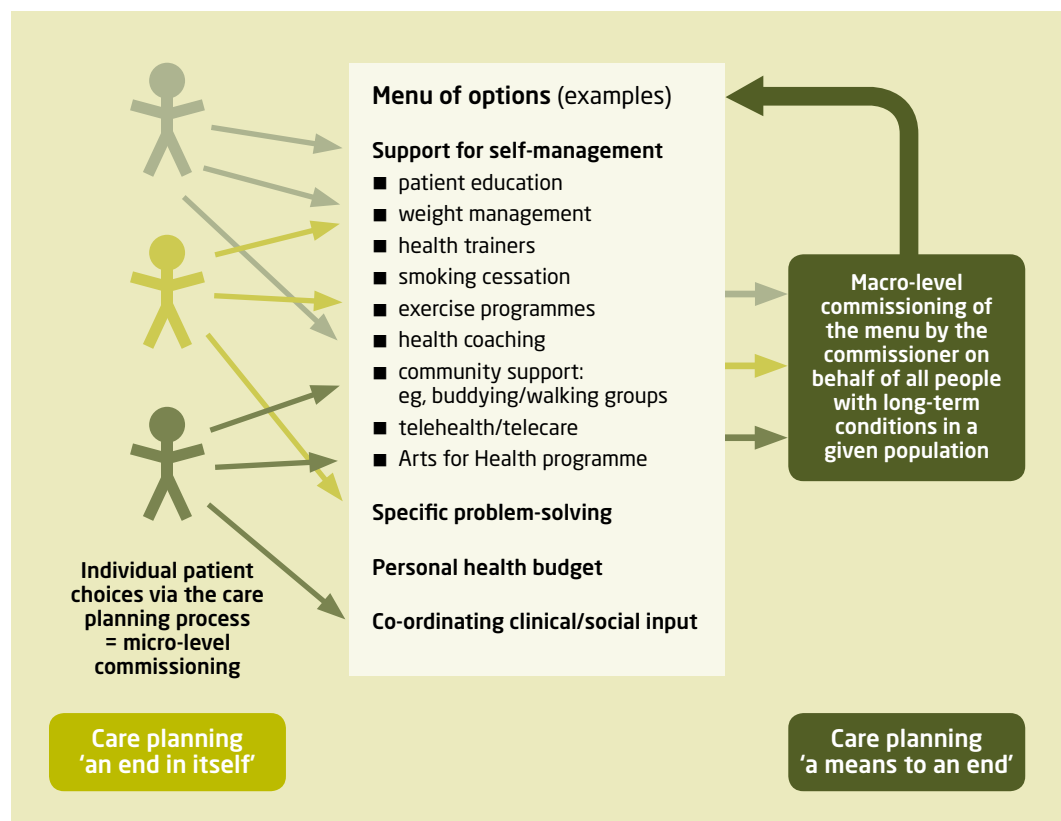 Menu of options (examples)
Support for self-management
■ patient education
■ weight management
■ health trainers
■ smoking cessation
■ exercise programmes
■ health coaching
■ community support:
eg, buddying/walking groups
■ telehealth/telecare
■ Arts for Health programme
Specific problem-solving
Personal health budget
Co-ordinating clinical/social input
Individual patient
choices via the care
planning process
= micro-level
commissioning
Macro-level
commissioning of
the menu by the
commissioner on
behalf of all people
with long-term
conditions in a
given population
Care planning
‘an end in itself’
Care planning
‘a means to an end’